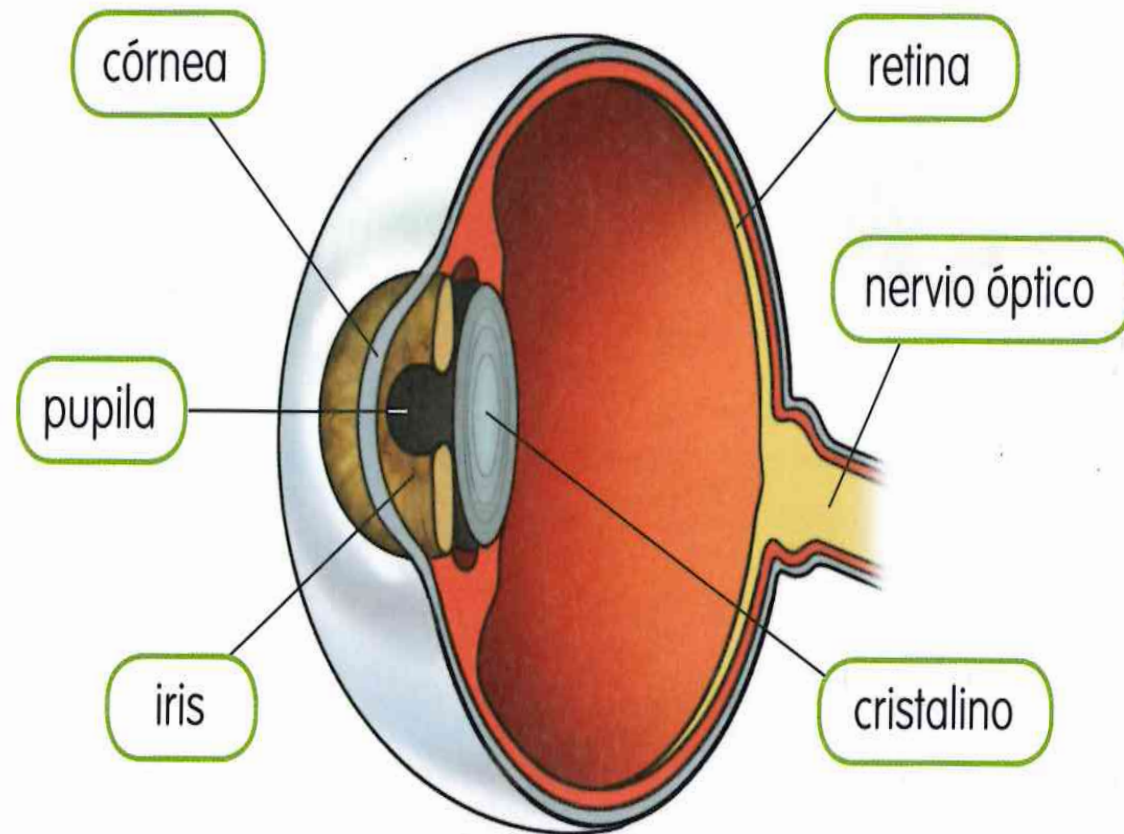 córnea
retina
nervio óptico
pupila
iris
cristalino